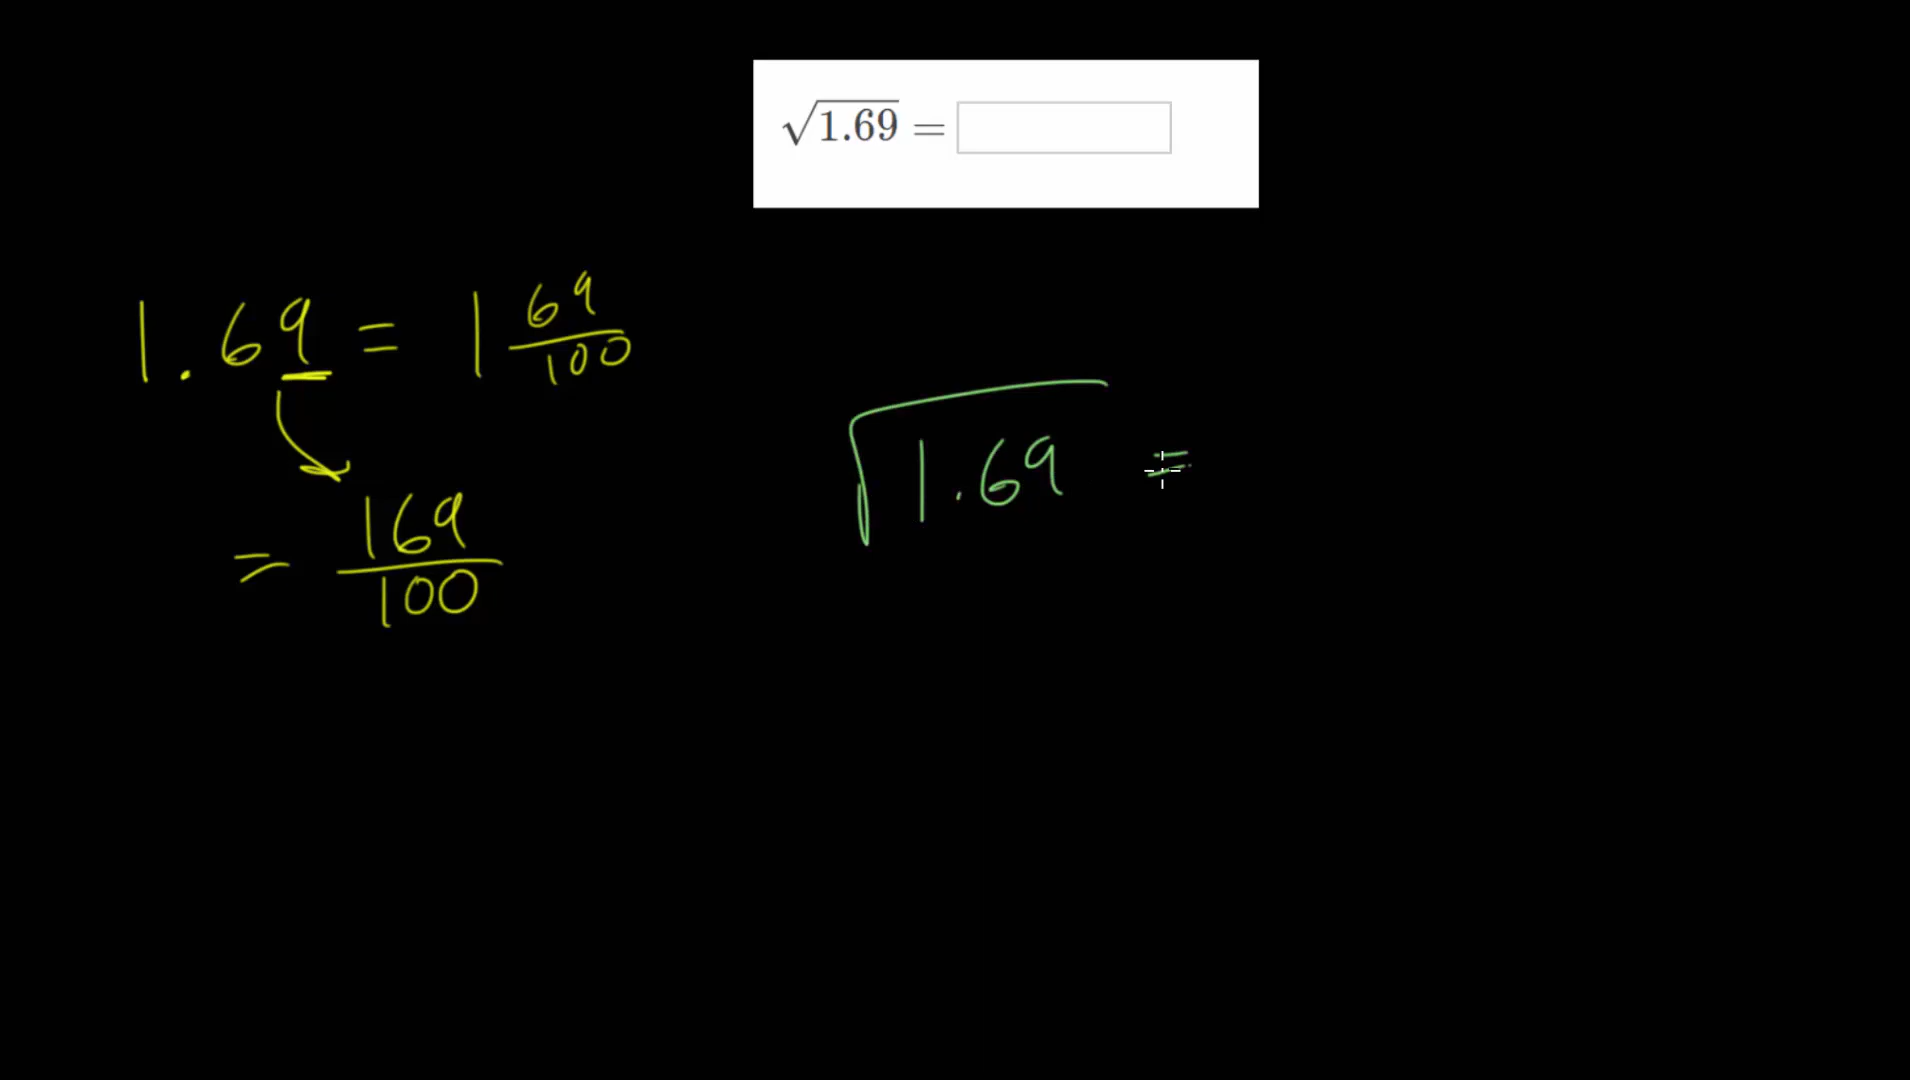 √1.69 =
1.69 = 1 69/100
= 169/100
√1.69 =